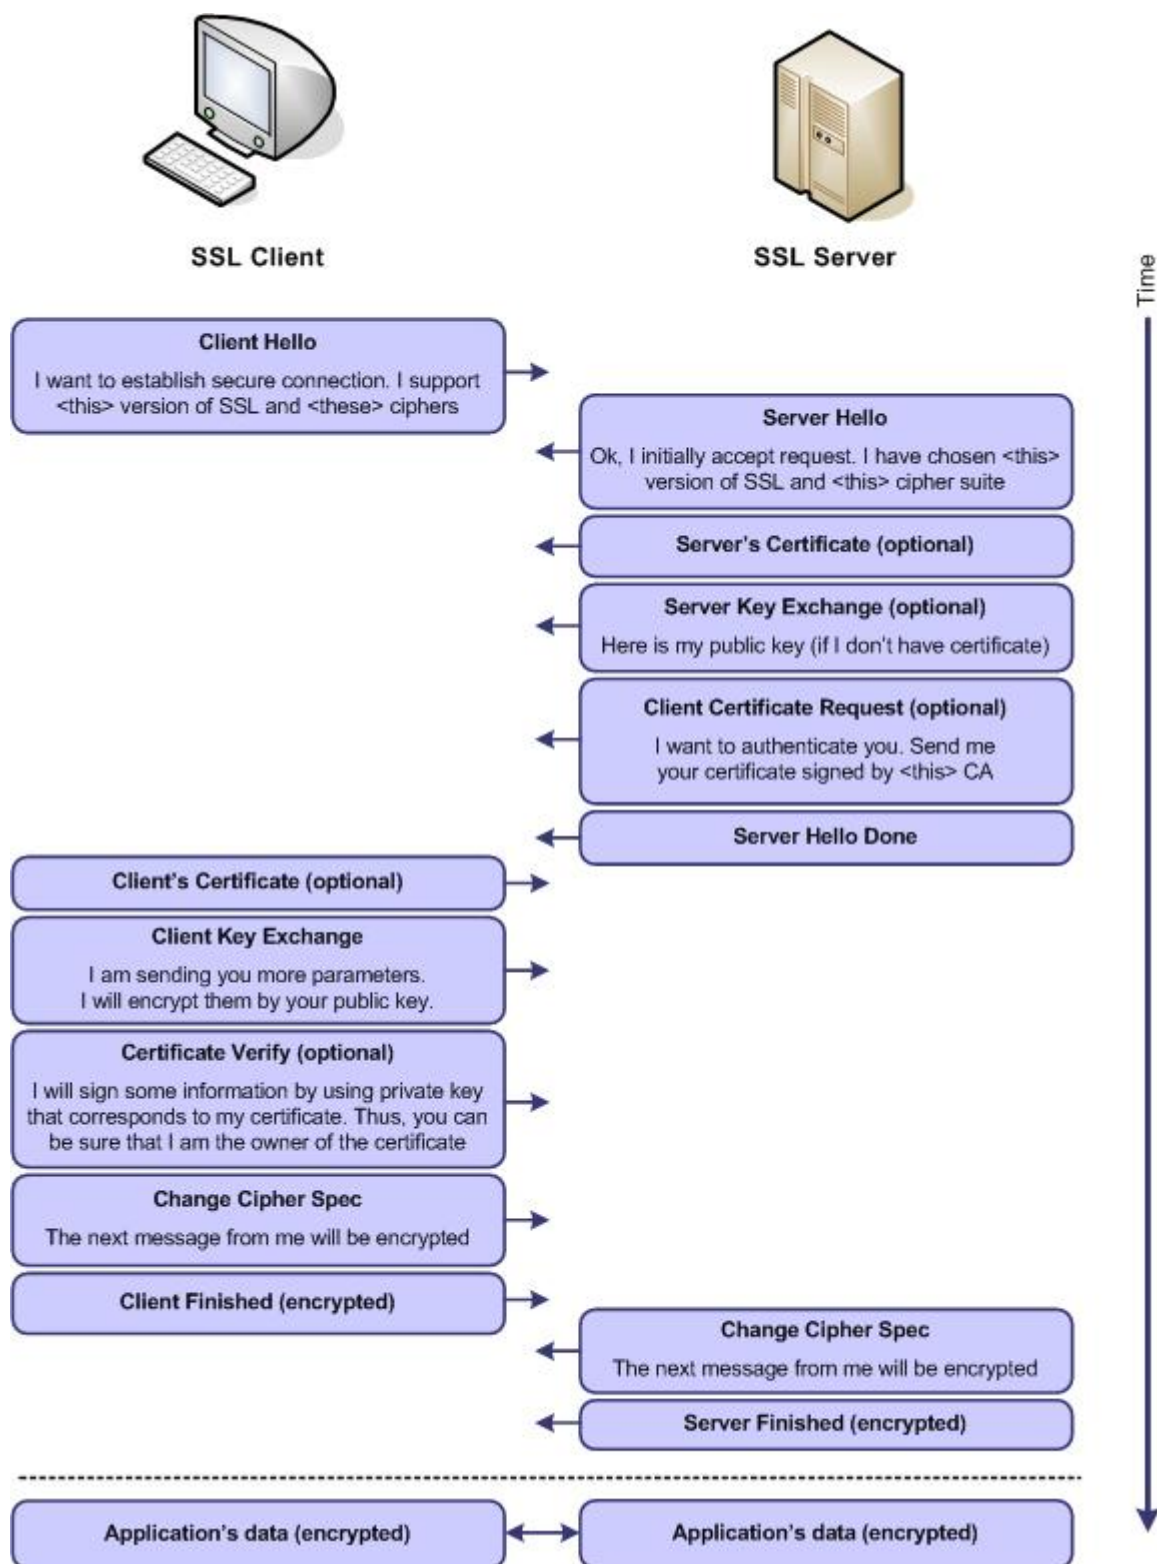 SSL Client
SSL Server
Time
Client Hello
I want to establish secure connection. I support
<this> version of SSL and <these> ciphers
Server Hello
Ok, I initially accept request. I have chosen <this>
version of SSL and <this> cipher suite
Server's Certificate (optional)
Server Key Exchange (optional)
Here is my public key (if I don't have certificate)
Client Certificate Request (optional)
I want to authenticate you. Send me
your certificate signed by <this> CA
Server Hello Done
Client's Certificate (optional)
Client Key Exchange
I am sending you more parameters.
I will encrypt them by your public key.
Certificate Verify (optional)
I will sign some information by using private key
that corresponds to my certificate. Thus, you can
be sure that I am the owner of the certificate
Change Cipher Spec
The next message from me will be encrypted
Client Finished (encrypted)
Change Cipher Spec
The next message from me will be encrypted
Server Finished (encrypted)
Application's data (encrypted)
Application's data (encrypted)